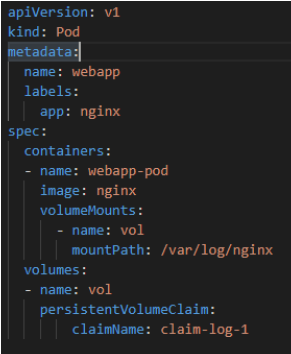 apiVersion: v1
kind: Pod
metadata:
  name: webapp
  labels:
    app: nginx
spec:
  containers:
  - name: webapp-pod
    image: nginx
    volumeMounts:
      - name: vol
        mountPath: /var/log/nginx
  volumes:
  - name: vol
    persistentVolumeClaim:
        claimName: claim-log-1